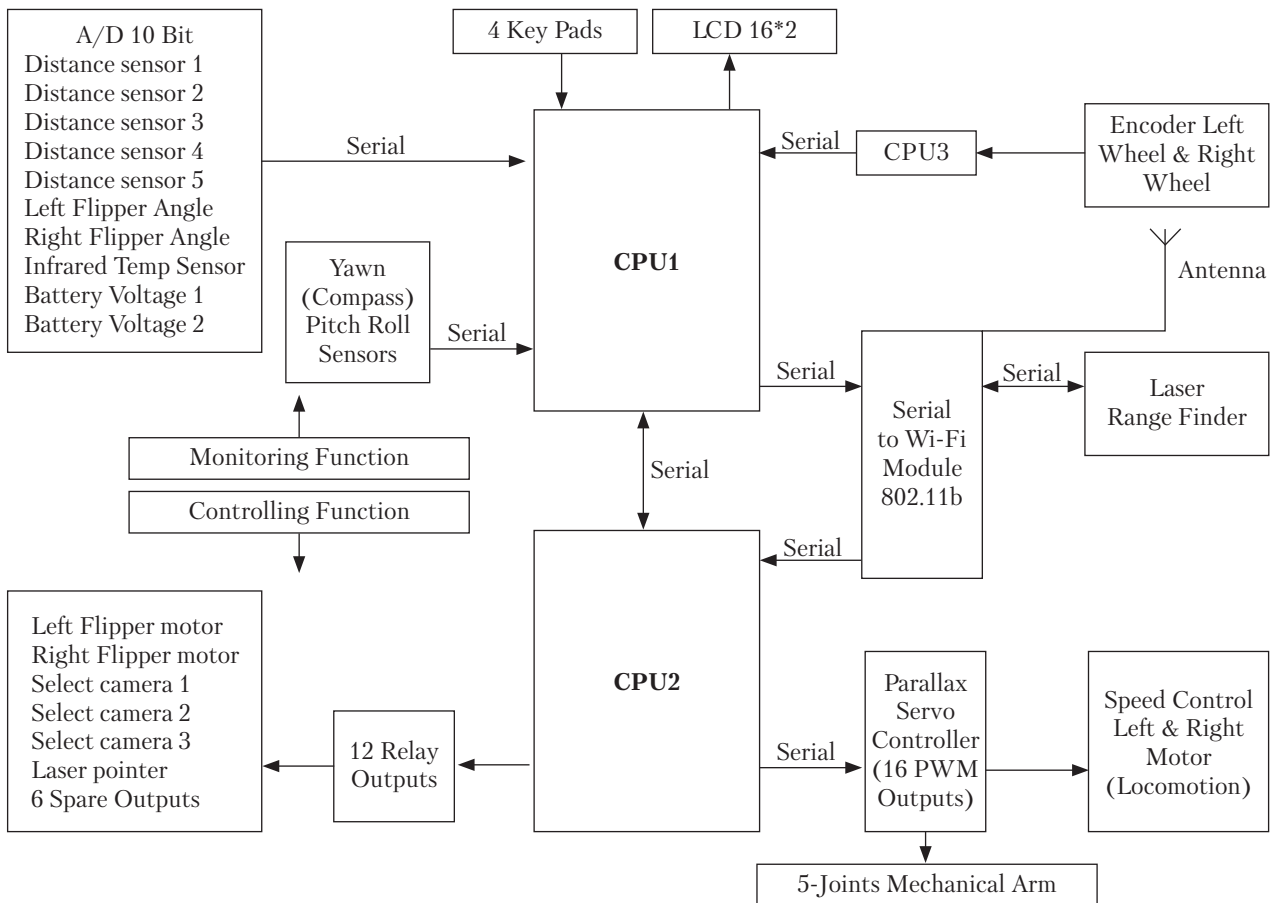 A/D 10 Bit
Distance sensor 1
Distance sensor 2
Distance sensor 3
Distance sensor 4
Distance sensor 5
Left Flipper Angle
Right Flipper Angle
Infrared Temp Sensor
Battery Voltage 1
Battery Voltage 2
Serial
4 Key Pads
LCD 16*2
CPU1
Serial
CPU3
Encoder Left
Wheel & Right
Wheel
Antenna
Yawn
(Compass)
Pitch Roll
Sensors
Serial
Serial
Serial
to Wi-Fi
Module
802.11b
Serial
Laser
Range Finder
Monitoring Function
Controlling Function
Serial
Serial
CPU2
Left Flipper motor
Right Flipper motor
Select camera 1
Select camera 2
Select camera 3
Laser pointer
6 Spare Outputs
12 Relay
Outputs
Serial
Parallax
Servo
Controller
(16 PWM
Outputs)
Speed Control
Left & Right
Motor
(Locomotion)
5-Joints Mechanical Arm